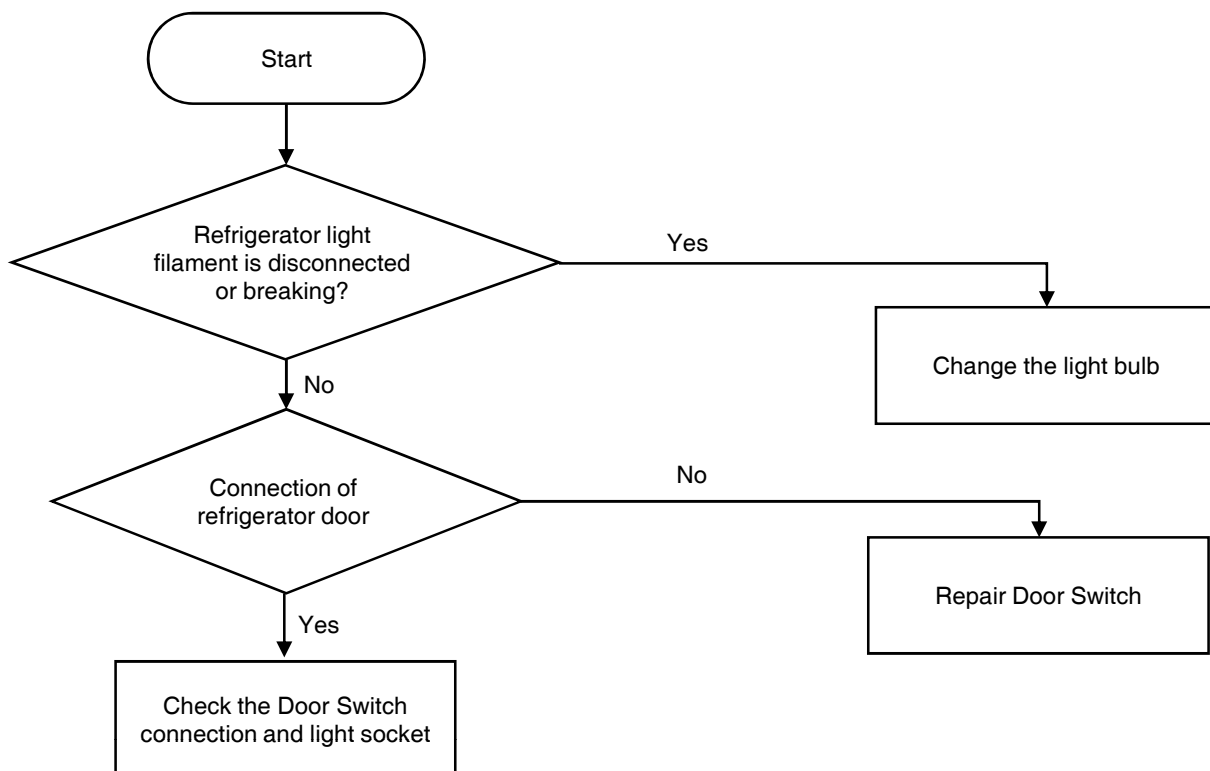 Start
Refrigerator light
filament is disconnected
or breaking?
Yes
Change the light bulb
No
Connection of
refrigerator door
No
Repair Door Switch
Yes
Check the Door Switch
connection and light socket